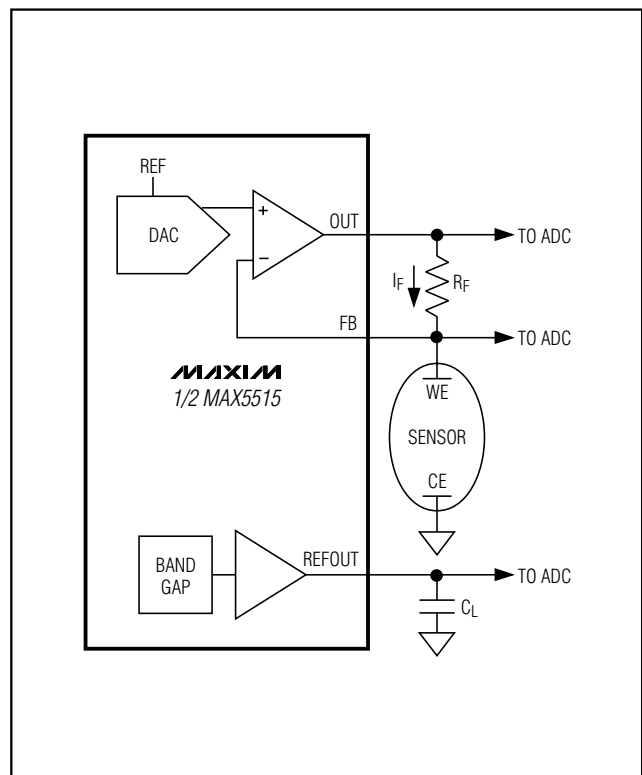 REF
DAC
+
−
OUT
TO ADC
I_F
R_F
FB
TO ADC
MAXIM
1/2 MAX5515
WE
SENSOR
CE
BAND
GAP
REFOUT
TO ADC
C_L